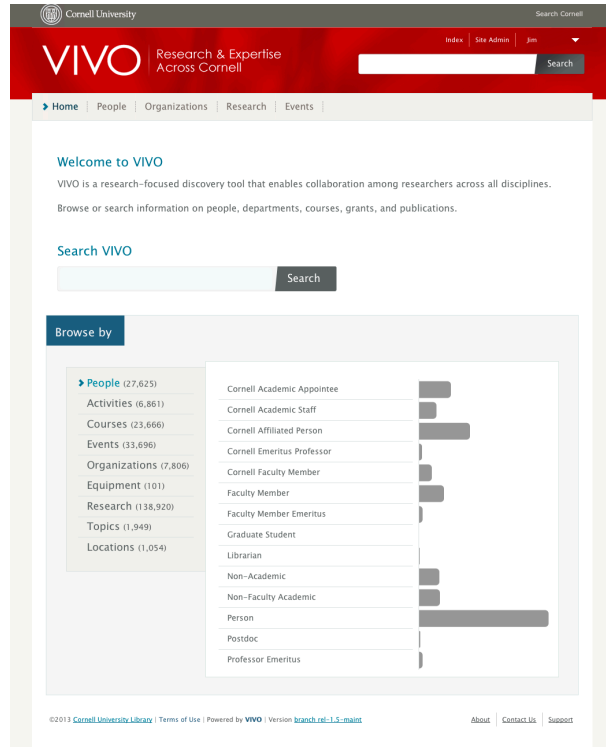 Cornell University
Search Cornell
Index Site Admin Jim
VIVO Research & Expertise
Across Cornell
Search
Home People Organizations Research Events
Welcome to VIVO
VIVO is a research-focused discovery tool that enables collaboration among researchers across all disciplines.
Browse or search information on people, departments, courses, grants, and publications.
Search VIVO
Search
Browse by
People (27,625)
Activities (6,861)
Courses (23,666)
Events (33,696)
Organizations (7,806)
Equipment (101)
Research (138,920)
Topics (1,949)
Locations (1,054)
Cornell Academic Appointee
Cornell Academic Staff
Cornell Affiliated Person
Cornell Emeritus Professor
Cornell Faculty Member
Faculty Member
Faculty Member Emeritus
Graduate Student
Librarian
Non-Academic
Non-Faculty Academic
Person
Postdoc
Professor Emeritus
©2013 Cornell University Library | Terms of Use | Powered by VIVO | Version branch rel-1.5-maint
About Contact Us Support